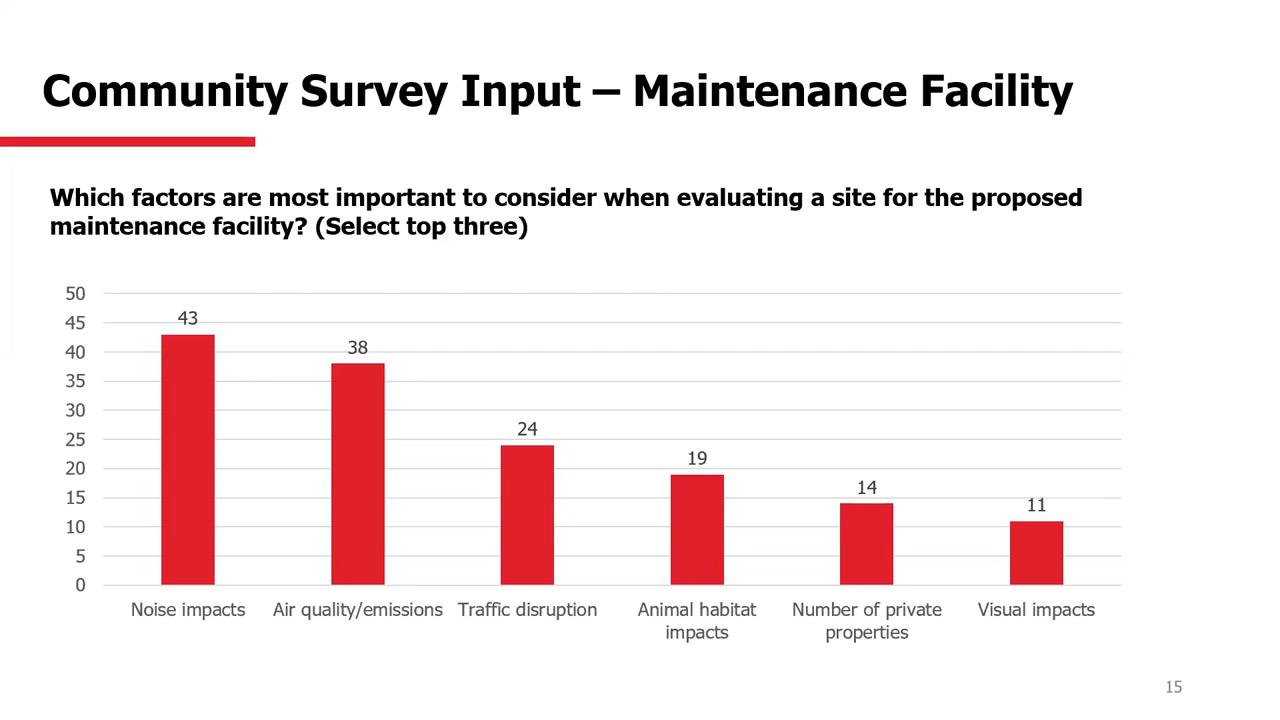 Community Survey Input – Maintenance Facility
Which factors are most important to consider when evaluating a site for the proposed
maintenance facility? (Select top three)
50
45
40
35
30
25
20
15
10
5
0
43
38
24
19
14
11
Noise impacts
Air quality/emissions
Traffic disruption
Animal habitat
impacts
Number of private
properties
Visual impacts
15